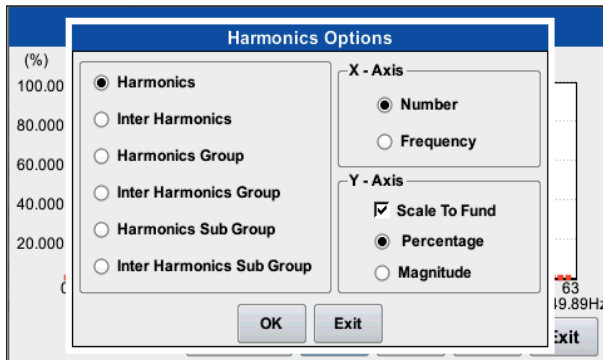 Harmonics Options
(%)
100.00
80.000
60.000
40.000
20.000
Harmonics
Inter Harmonics
Harmonics Group
Inter Harmonics Group
Harmonics Sub Group
Inter Harmonics Sub Group
X - Axis
Number
Frequency
Y - Axis
Scale To Fund
Percentage
Magnitude
63
49.89Hz
OK
Exit